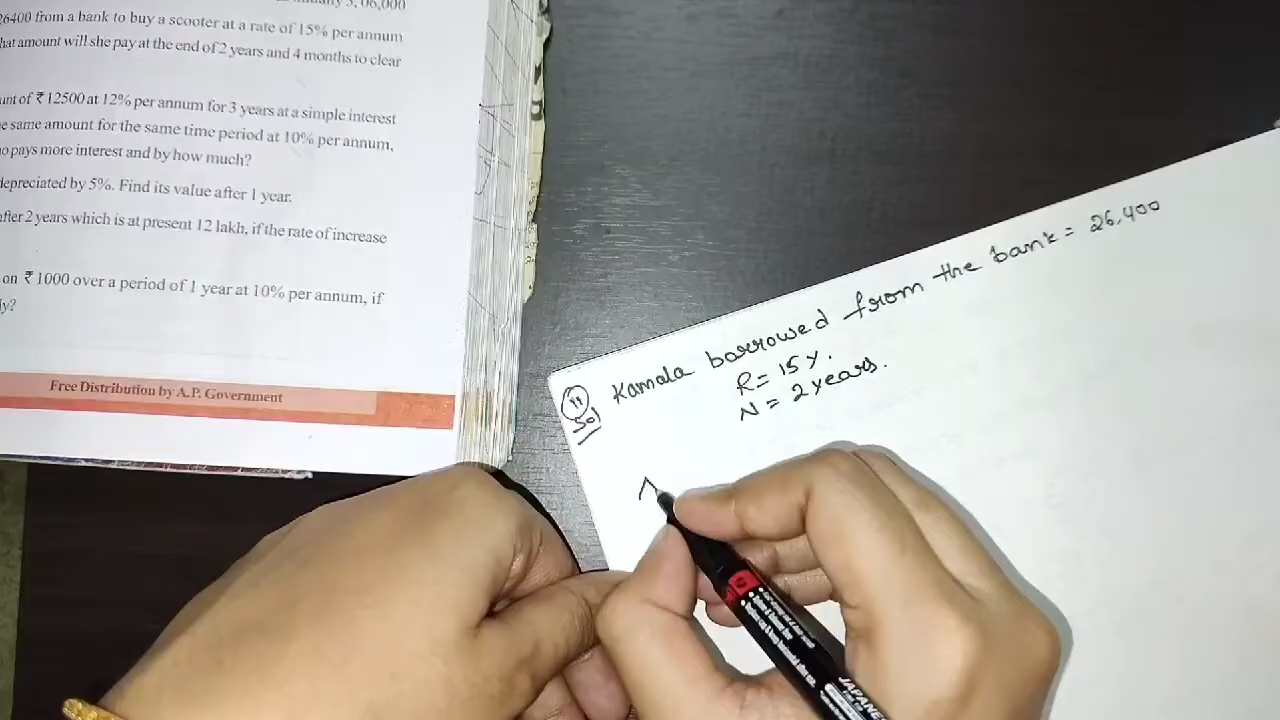 26400 from a bank to buy a scooter at a rate of 15% per annum
hat amount will she pay at the end of 2 years and 4 months to clear
unt of ₹ 12500 at 12% per annum for 3 years at a simple interest
e same amount for the same time period at 10% per annum,
o pays more interest and by how much?
depreciated by 5%. Find its value after 1 year.
after 2 years which is at present 12 lakh, if the rate of increase
on ₹ 1000 over a period of 1 year at 10% per annum, if
ly?
Free Distribution by A.P. Government
11 Kamala borrowed from the bank = 26,400
Sol
R = 15 %.
N = 2 years.
A
JAPANE